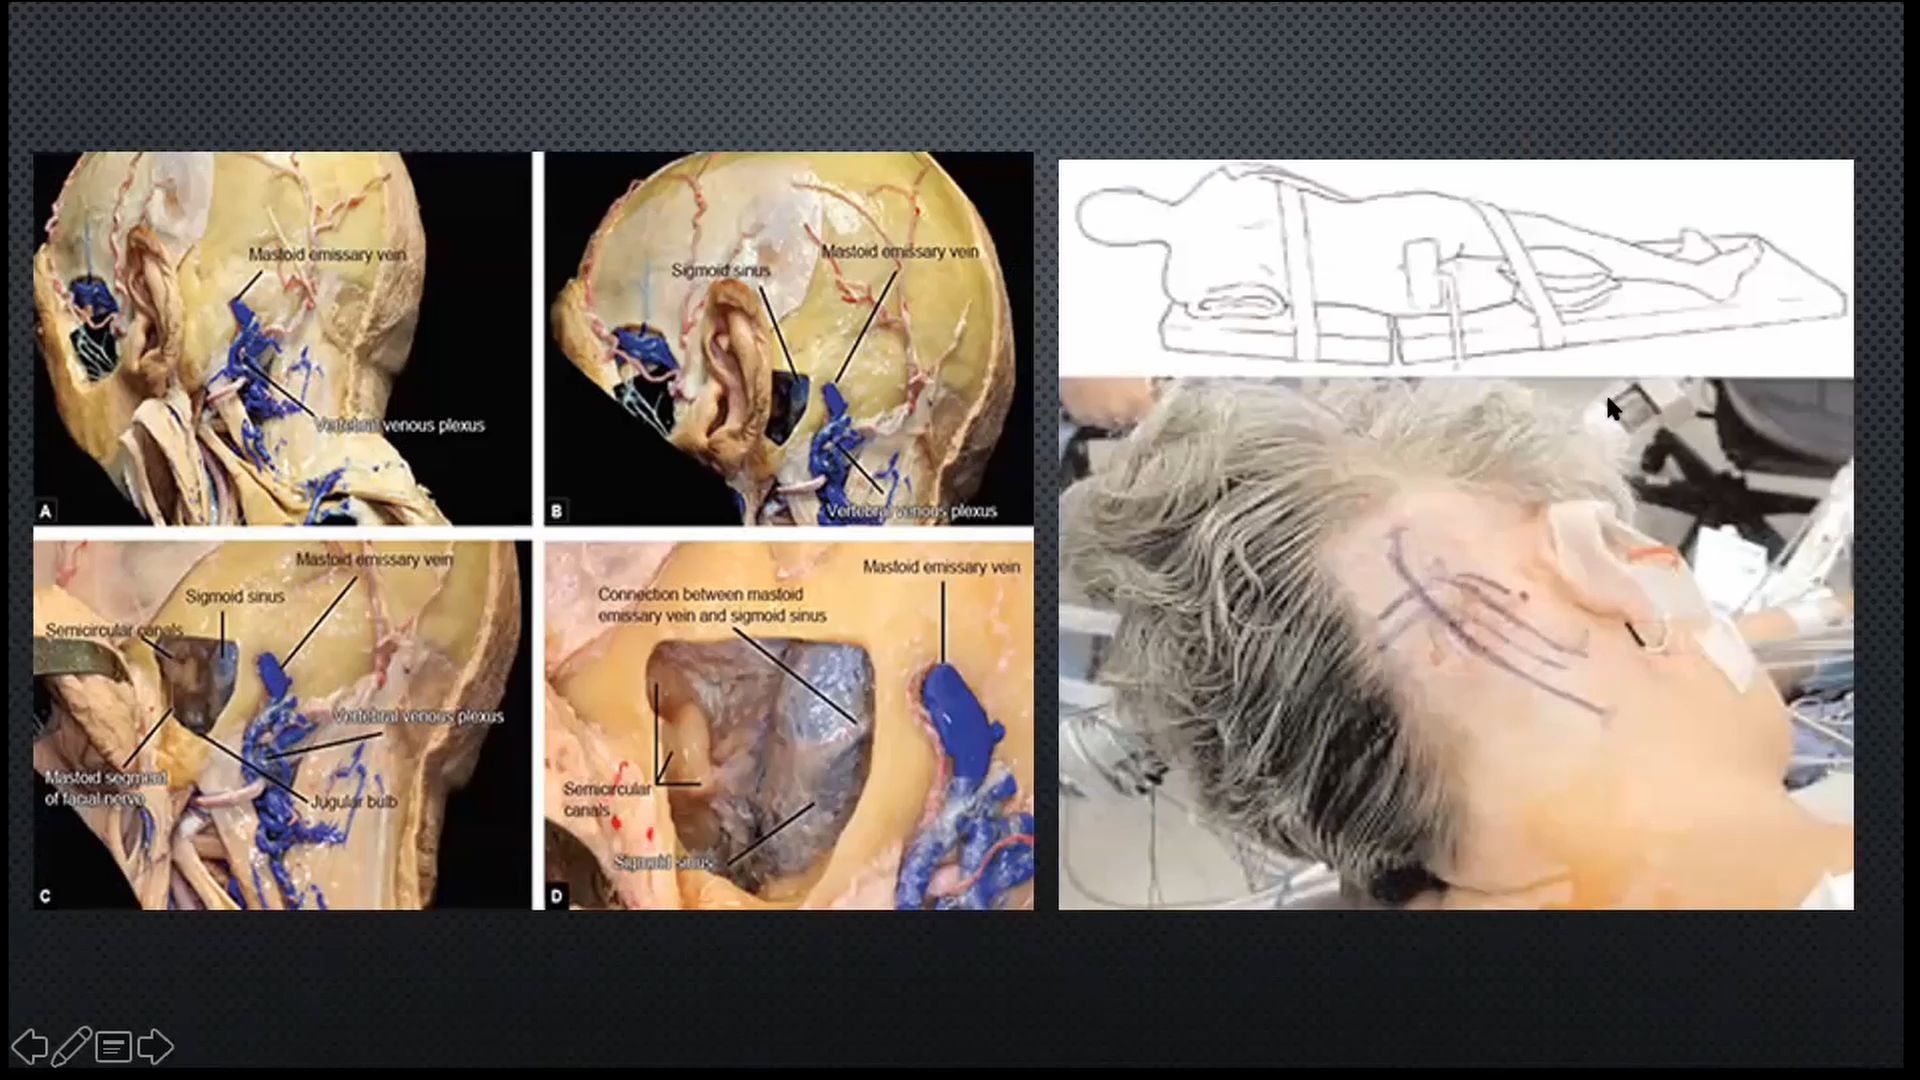 Mastoid emissary vein
Vertebral venous plexus
A
Mastoid emissary vein
Sigmoid sinus
Vertebral venous plexus
B
Mastoid emissary vein
Sigmoid sinus
Semicircular canals
Vertebral venous plexus
Mastoid segment
of facial nerve
Jugular bulb
C
Mastoid emissary vein
Connection between mastoid
emissary vein and sigmoid sinus
Semicircular
canals
Sigmoid sinus
D